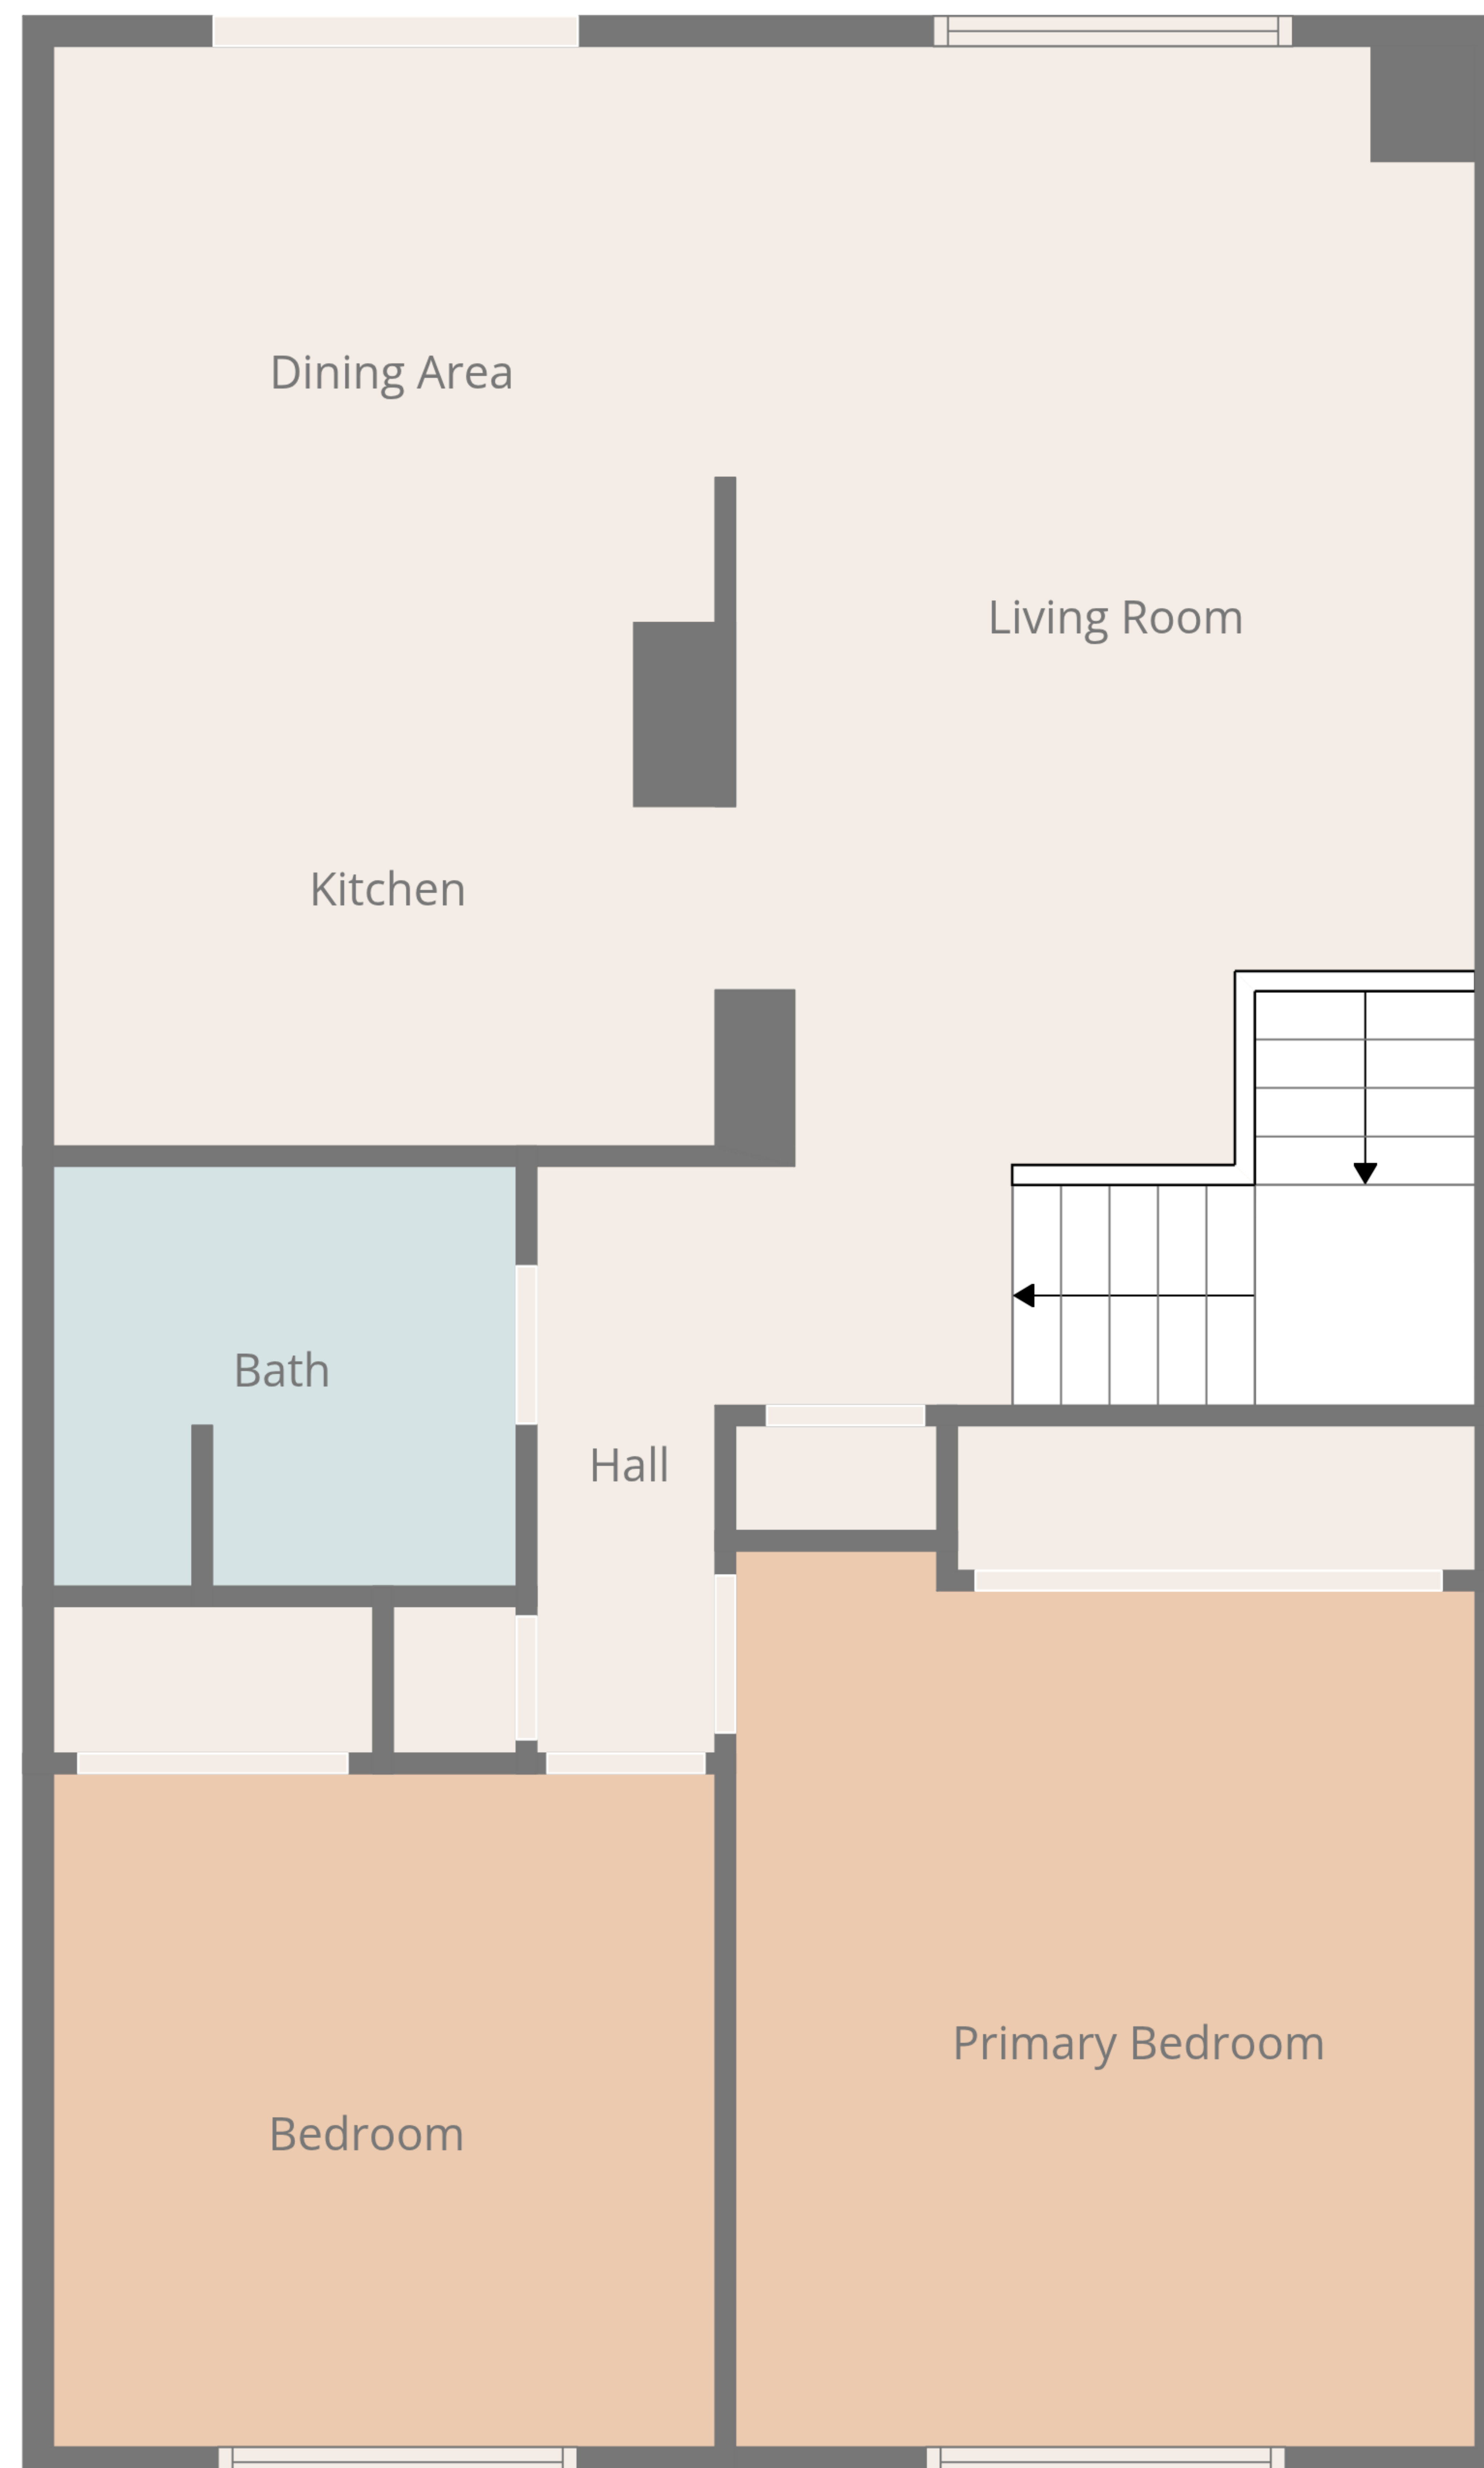 Dining Area
Living Room
Kitchen
Bath
Hall
Primary Bedroom
Bedroom